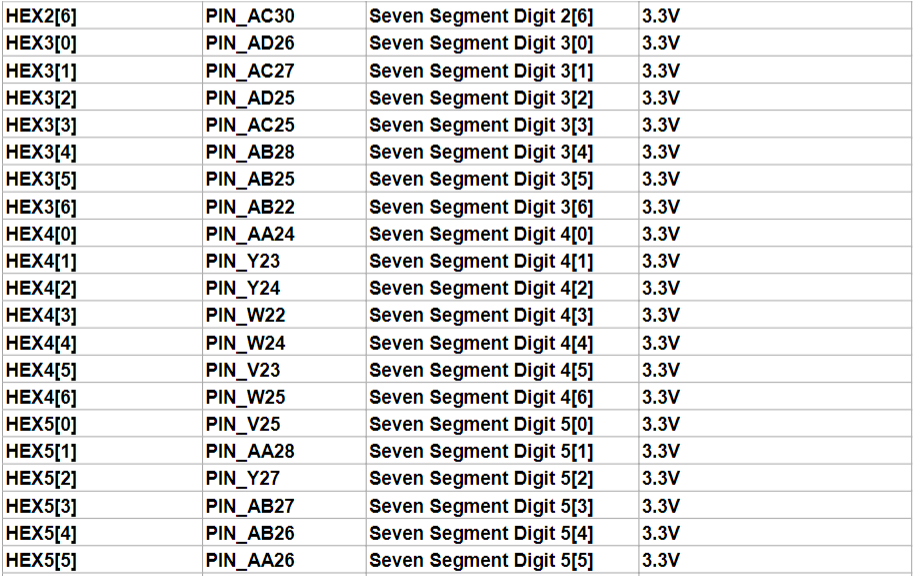 HEX2[6] PIN_AC30 Seven Segment Digit 2[6] 3.3V
HEX3[0] PIN_AD26 Seven Segment Digit 3[0] 3.3V
HEX3[1] PIN_AC27 Seven Segment Digit 3[1] 3.3V
HEX3[2] PIN_AD25 Seven Segment Digit 3[2] 3.3V
HEX3[3] PIN_AC25 Seven Segment Digit 3[3] 3.3V
HEX3[4] PIN_AB28 Seven Segment Digit 3[4] 3.3V
HEX3[5] PIN_AB25 Seven Segment Digit 3[5] 3.3V
HEX3[6] PIN_AB22 Seven Segment Digit 3[6] 3.3V
HEX4[0] PIN_AA24 Seven Segment Digit 4[0] 3.3V
HEX4[1] PIN_Y23 Seven Segment Digit 4[1] 3.3V
HEX4[2] PIN_Y24 Seven Segment Digit 4[2] 3.3V
HEX4[3] PIN_W22 Seven Segment Digit 4[3] 3.3V
HEX4[4] PIN_W24 Seven Segment Digit 4[4] 3.3V
HEX4[5] PIN_V23 Seven Segment Digit 4[5] 3.3V
HEX4[6] PIN_W25 Seven Segment Digit 4[6] 3.3V
HEX5[0] PIN_V25 Seven Segment Digit 5[0] 3.3V
HEX5[1] PIN_AA28 Seven Segment Digit 5[1] 3.3V
HEX5[2] PIN_Y27 Seven Segment Digit 5[2] 3.3V
HEX5[3] PIN_AB27 Seven Segment Digit 5[3] 3.3V
HEX5[4] PIN_AB26 Seven Segment Digit 5[4] 3.3V
HEX5[5] PIN_AA26 Seven Segment Digit 5[5] 3.3V